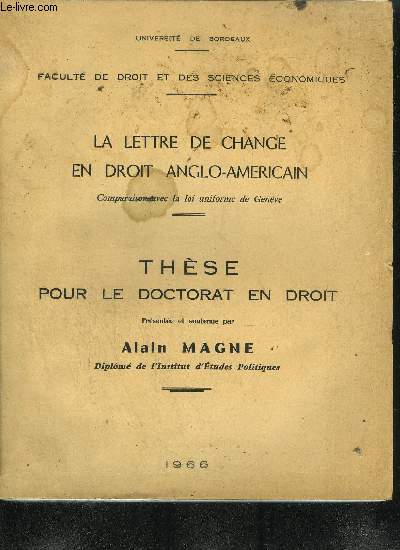 Le-livre.com
UNIVERSITÉ DE BORDEAUX
FACULTÉ DE DROIT ET DES SCIENCES ÉCONOMIQUES
LA LETTRE DE CHANGE
EN DROIT ANGLO-AMERICAIN
Comparaison avec la loi uniforme de Genève
THÈSE
POUR LE DOCTORAT EN DROIT
Présentée et soutenue par
Alain MAGNE
Diplômé de l'Institut d'Études Politiques
1966